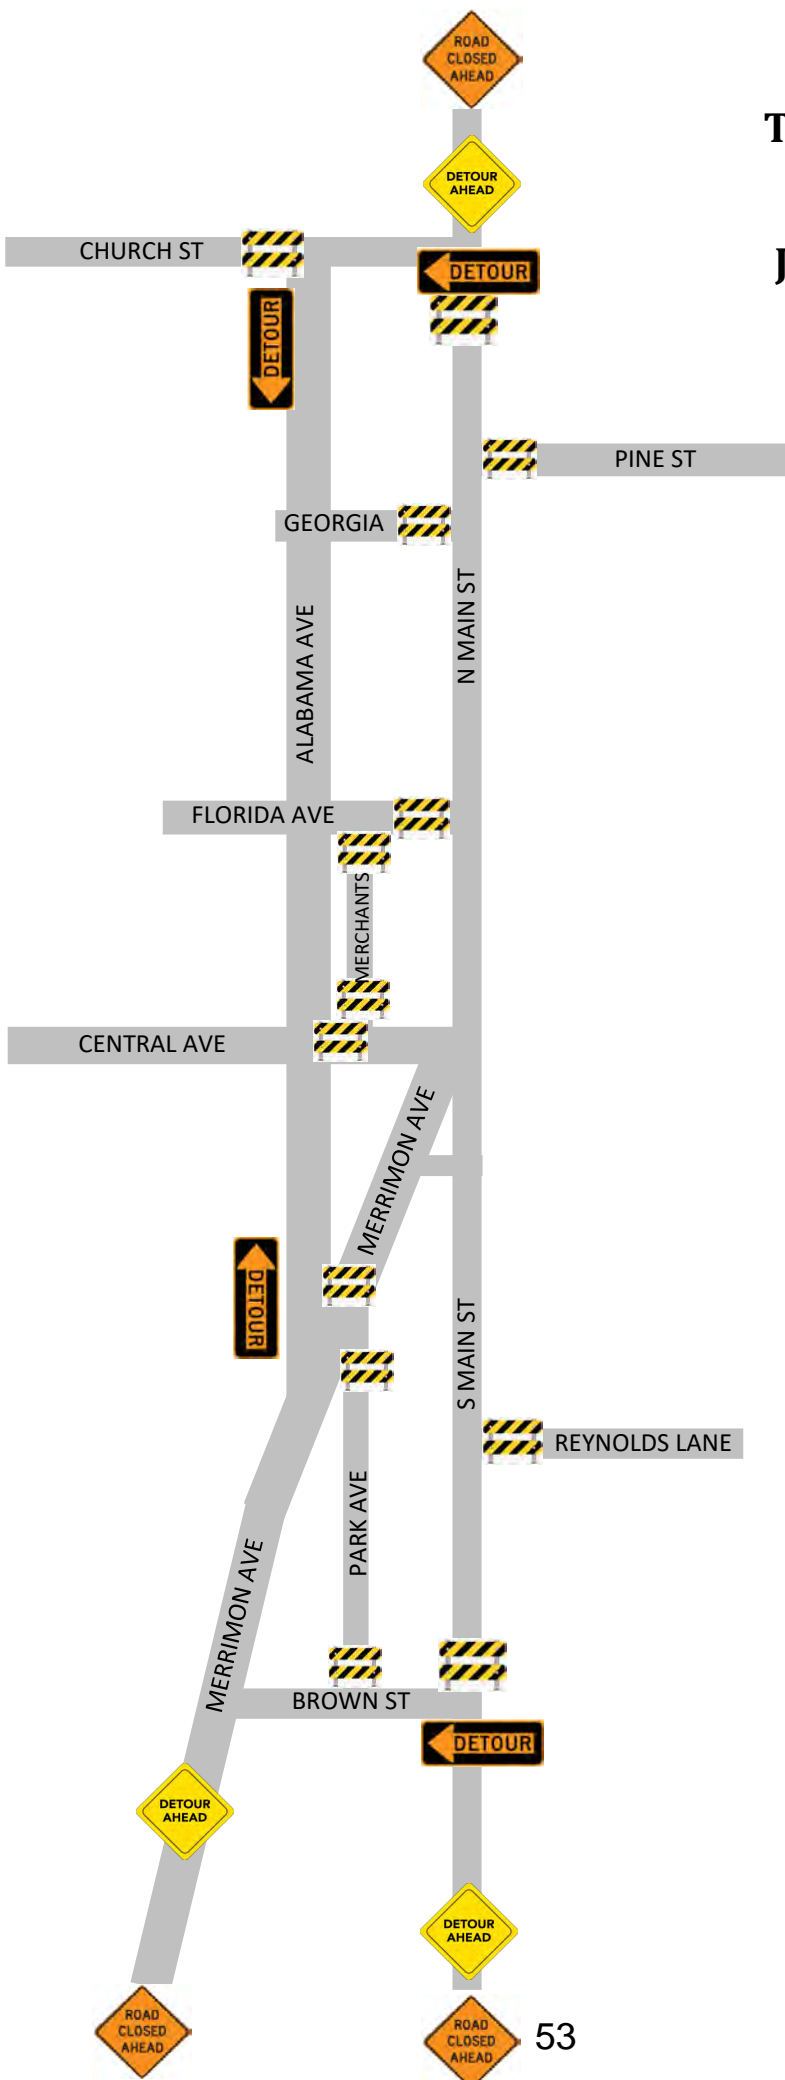 ROAD
CLOSED
AHEAD
T
DETOUR
AHEAD
CHURCH ST
J
DETOUR
DETOUR
PINE ST
GEORGIA
N MAIN ST
ALABAMA AVE
FLORIDA AVE
MERCHANTS
CENTRAL AVE
MERRIMON AVE
DETOUR
S MAIN ST
REYNOLDS LANE
PARK AVE
MERRIMON AVE
BROWN ST
DETOUR
DETOUR
AHEAD
DETOUR
AHEAD
ROAD
CLOSED
AHEAD
ROAD
CLOSED
AHEAD
53